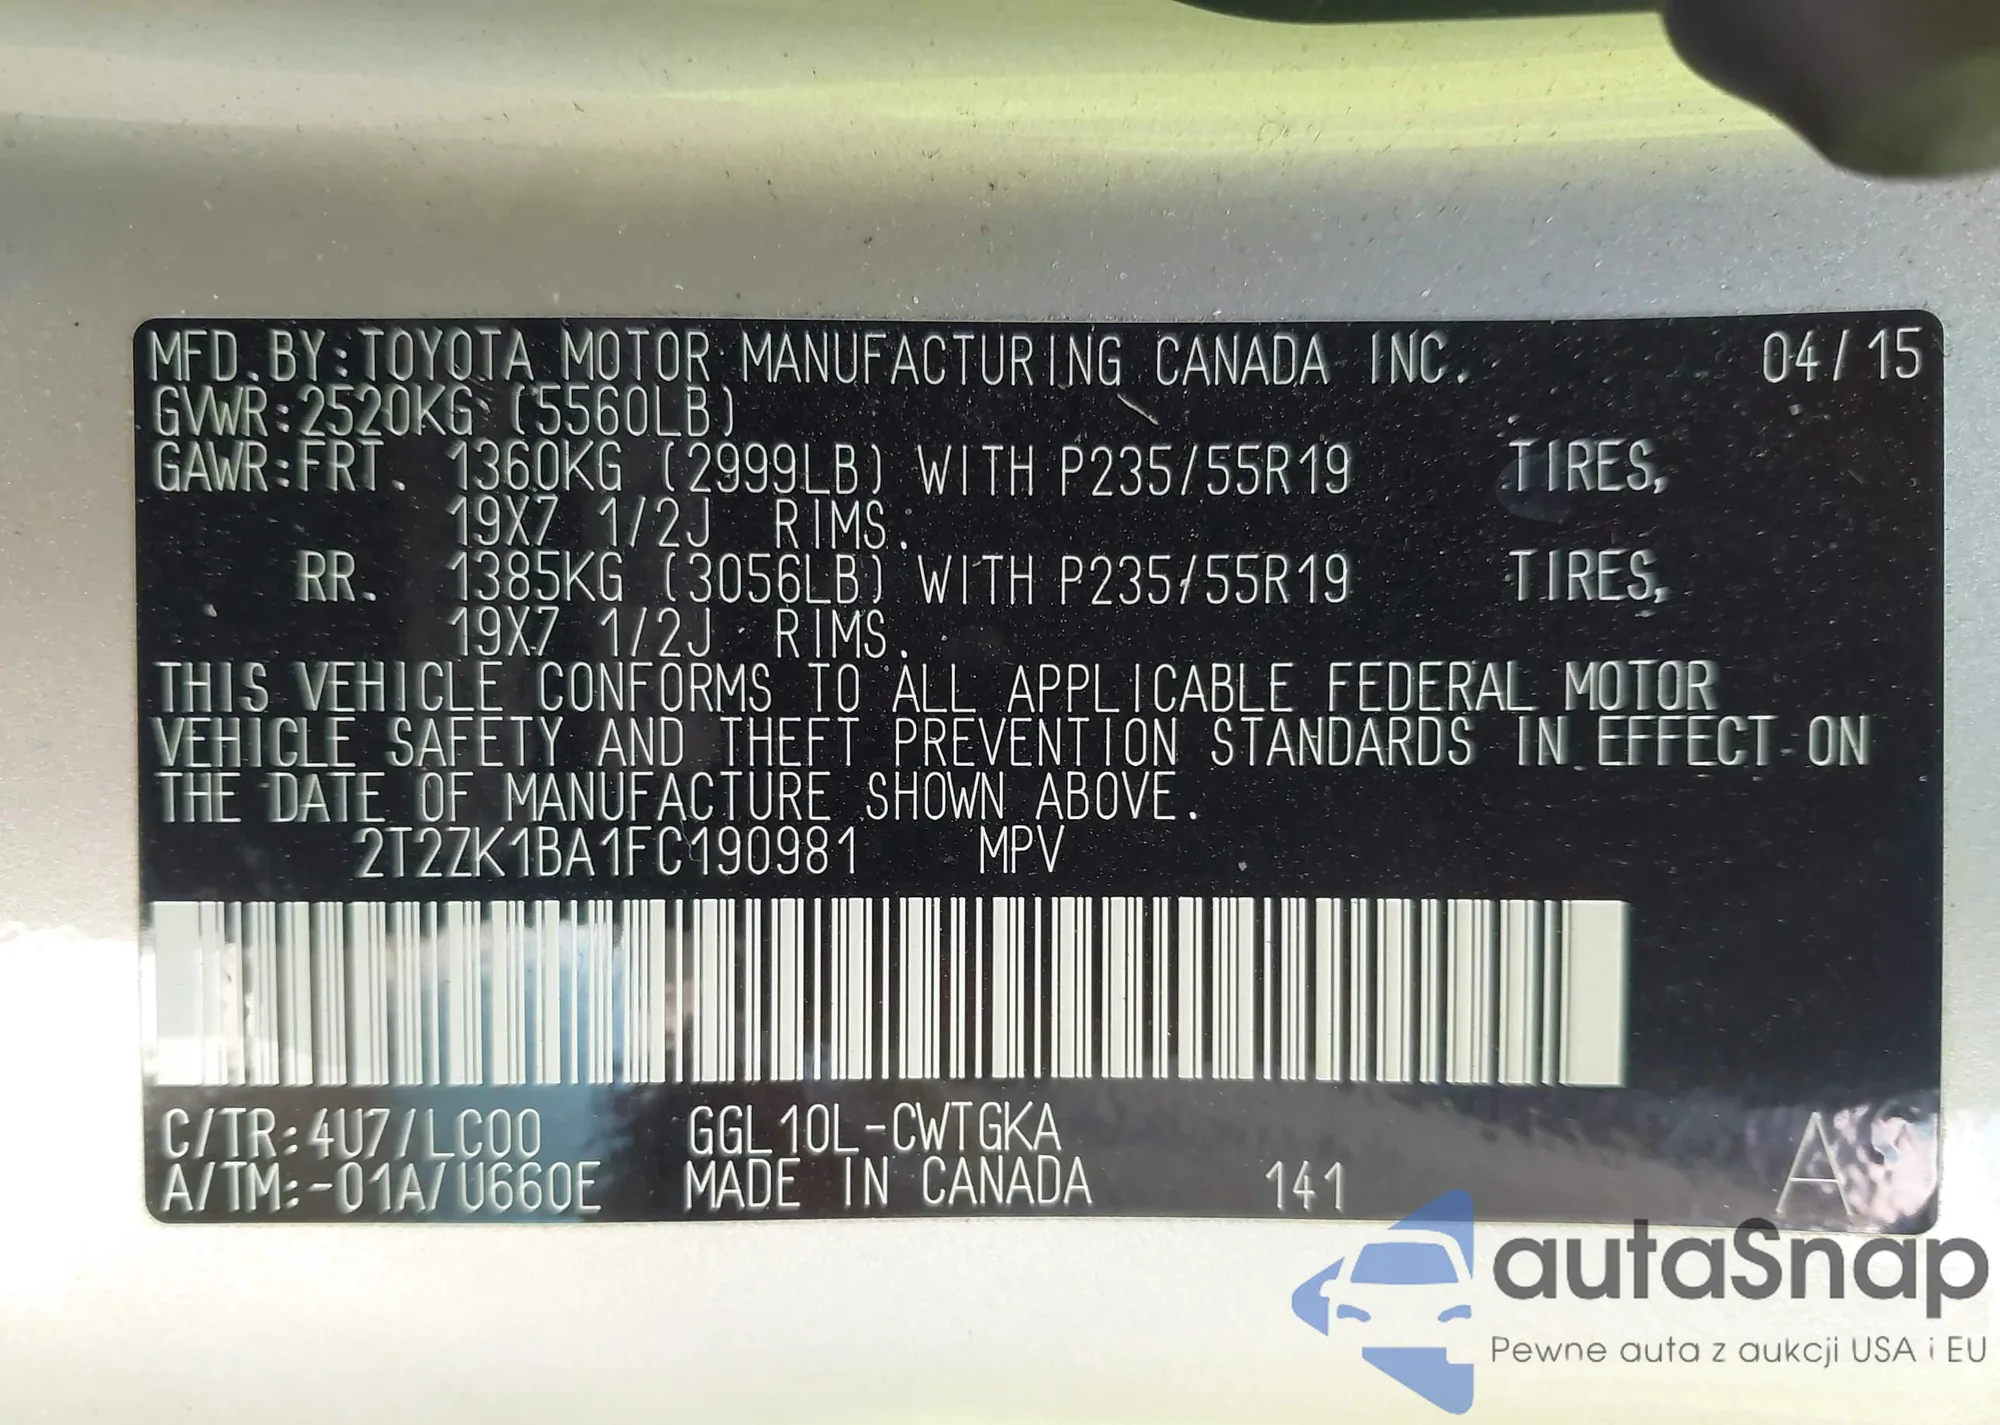 MFD. BY: TOYOTA MOTOR MANUFACTURING CANADA INC. 04/15
GVWR: 2520KG (5560LB)
GAWR: FRT. 1360KG (2999LB) WITH P235/55R19 TIRES,
19X7 1/2J RIMS.
RR. 1385KG (3056LB) WITH P235/55R19 TIRES,
19X7 1/2J RIMS.
THIS VEHICLE CONFORMS TO ALL APPLICABLE FEDERAL MOTOR
VEHICLE SAFETY AND THEFT PREVENTION STANDARDS IN EFFECT ON
THE DATE OF MANUFACTURE SHOWN ABOVE.
2T2ZK1BA1FC190981 MPV
C/TR: 4U7/LC00 GGL10L-CWTGKA
A/TM: -01A/U660E MADE IN CANADA 141
autaSnap
Pewne auta z aukcji USA i EU